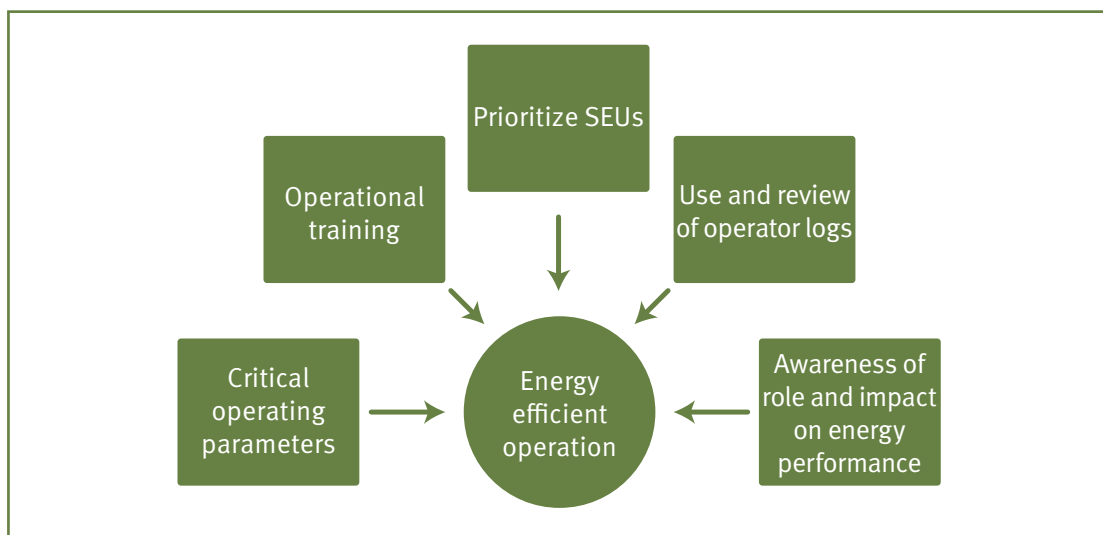 Prioritize SEUs
Operational
training
Use and review
of operator logs
Critical
operating
parameters
Energy
efficient
operation
Awareness of
role and impact
on energy
performance